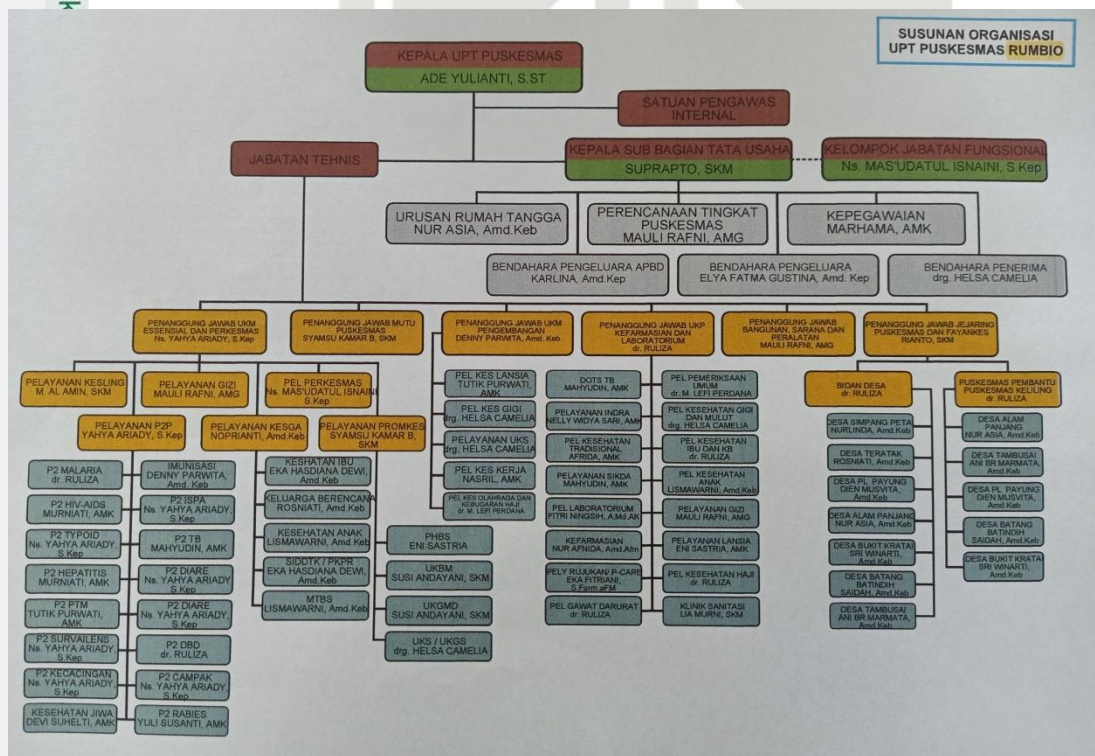 SUSUNAN ORGANISASI
UPT PUSKESMAS RUMBIO
KEPALA UPT PUSKESMAS
ADE YULIANTI, S.ST
SATUAN PENGAWAS
INTERNAL
JABATAN TEHNIS
KEPALA SUB BAGIAN TATA USAHA
SUPRAPTO, SKM
KELOMPOK JABATAN FUNGSIONAL
Ns. MAS'UDATUL ISNAINI, S.Kep
URUSAN RUMAH TANGGA
NUR ASIA, Amd.Keb
PERENCANAAN TINGKAT
PUSKESMAS
MAULI RAFNI, AMG
KEPEGAWAIAN
MARHAMA, AMK
BENDAHARA PENGELUARA APBD
KARLINA, Amd.Kep
BENDAHARA PENGELUARA
ELYA FATMA GUSTINA, Amd. Kep
BENDAHARA PENERIMA
drg. HELSA CAMELIA
PENANGGUNG JAWAB UKM
ESSENSIAL DAN PERKESMAS
Ns. YAHYA ARIADY, S.Kep
PENANGGUNG JAWAB MUTU
PUSKESMAS
SYAMSU KAMAR B, SKM
PENANGGUNG JAWAB UKM
PENGEMBANGAN
DENNY PARWITA, Amd. Keb
PENANGGUNG JAWAB UKP
KEFARMASIAN DAN
LABORATORIUM
dr. RULIZA
PENANGGUNG JAWAB
BANGUNAN, SARANA DAN
PERALATAN
MAULI RAFNI, AMG
PENANGGUNG JAWAB JEJARING
PUSKESMAS DAN FAYANKES
RIANTO, SKM
PELAYANAN KESLING
M. AL AMIN, SKM
PELAYANAN GIZI
MAULI RAFNI, AMG
PEL PERKESMAS
Ns. MAS'UDATUL ISNAINI
S.Kep
PELAYANAN P2P
YAHYA ARIADY, S.Kep
PELAYANAN KESGA
NOPRIANTI, Amd.Keb
PELAYANAN PROMKES
SYAMSU KAMAR B,
SKM
P2 MALARIA
dr. RULIZA
P2 HIV-AIDS
MURNIATI, AMK
P2 TYPOID
Ns. YAHYA ARIADY,
S.Kep
P2 HEPATITIS
MURNIATI, AMK
P2 PTM
TUTIK PURWATI,
AMK
P2 SURVAILENS
Ns. YAHYA ARIADY,
S.Kep
P2 KECACINGAN
Ns. YAHYA ARIADY,
S.Kep
KESEHATAN JIWA
DEVI SUHELTI, AMK
IMUNISASI
DENNY PARWITA,
Amd. Keb
P2 ISPA
Ns. YAHYA ARIADY,
S.Kep
P2 TB
MAHYUDIN, AMK
P2 DIARE
Ns. YAHYA ARIADY
S.Kep
P2 DIARE
Ns. YAHYA ARIADY,
S.Kep
P2 DBD
dr. RULIZA
P2 CAMPAK
Ns. YAHYA ARIADY,
S.Kep
P2 RABIES
YULI SUSANTI, AMK
KESHATAN IBU
EKA HASDIANA DEWI,
Amd.Keb
KELUARGA BERENCANA
ROSNIATI, Amd.Keb
KESEHATAN ANAK
LISMAWARNI, Amd.Keb
SIDDTK / PKPR
EKA HASDIANA DEWI,
Amd.Keb
MTBS
LISMAWARNI, Amd.Keb
PHBS
ENI SASTRIA
UKBM
SUSI ANDAYANI, SKM
UKGMD
SUSI ANDAYANI, SKM
UKS / UKGS
drg. HELSA CAMELIA
PEL KES LANSIA
TUTIK PURWATI,
AMK
PEL KES GIGI
drg. HELSA CAMELIA
PELAYANAN UKS
drg. HELSA CAMELIA
PEL KES KERJA
NASRIL, AMK
PEL KES OLAHRAGA DAN
KEBUGARAN HAJI
dr. M. LEFI PERDANA
DOTS TB
MAHYUDIN, AMK
PELAYANAN INDRA
NELLY WIDYA SARI, AMK
PEL KESEHATAN
TRADISIONAL
AFRIDA, AMK
PELAYANAN SIKDA
MAHYUDIN, AMK
PEL LABORATORIUM
FITRI NINGSIH, A.Md.AK
KEFARMASIAN
NUR AFNIDA, Amd.Afm
PELY RUJUKAN/ P-CARE
EKA FITRIANI,
S.Farm.aFM
PEL GAWAT DARURAT
dr. RULIZA
PEL PEMERIKSAAN
UMUM
dr. M. LEFI PERDANA
PEL KESEHATAN GIGI
DAN MULUT
drg. HELSA CAMELIA
PEL KESEHATAN
IBU DAN KB
dr. RULIZA
PEL KESEHATAN
ANAK
LISMAWARNI, Amd.Keb
PELAYANAN GIZI
MAULI RAFNI, AMG
PELAYANAN LANSIA
ENI SASTRIA, AMK
PEL KESEHATAN HAJI
dr. RULIZA
KLINIK SANITASI
LIA MURNI, SKM
BIDAN DESA
dr. RULIZA
PUSKESMAS PEMBANTU
PUSKESMAS KELILING
dr. RULIZA
DESA SIMPANG PETA
NURLINDA, Amd.Keb
DESA TERATAK
ROSNIATI, Amd.Keb
DESA PL. PAYUNG
DIEN MUSVITA,
Amd.Keb
DESA ALAM PANJANG
NUR ASIA, Amd.Keb
DESA BUKIT KRATAI
SRI WINARTI,
Amd.Keb
DESA BATANG
BATINDIH
SAIDAH, Amd.Keb
DESA TAMBUSAI
ANI BR MARMATA,
Amd.Keb
DESA ALAM
PANJANG
NUR ASIA, Amd.Keb
DESA TAMBUSAI
ANI BR MARMATA,
Amd.Keb
DESA PL. PAYUNG
DIEN MUSVITA,
Amd.Keb
DESA BATANG
BATINDIH
SAIDAH, Amd.Keb
DESA BUKIT KRATAI
SRI WINARTI,
Amd.Keb